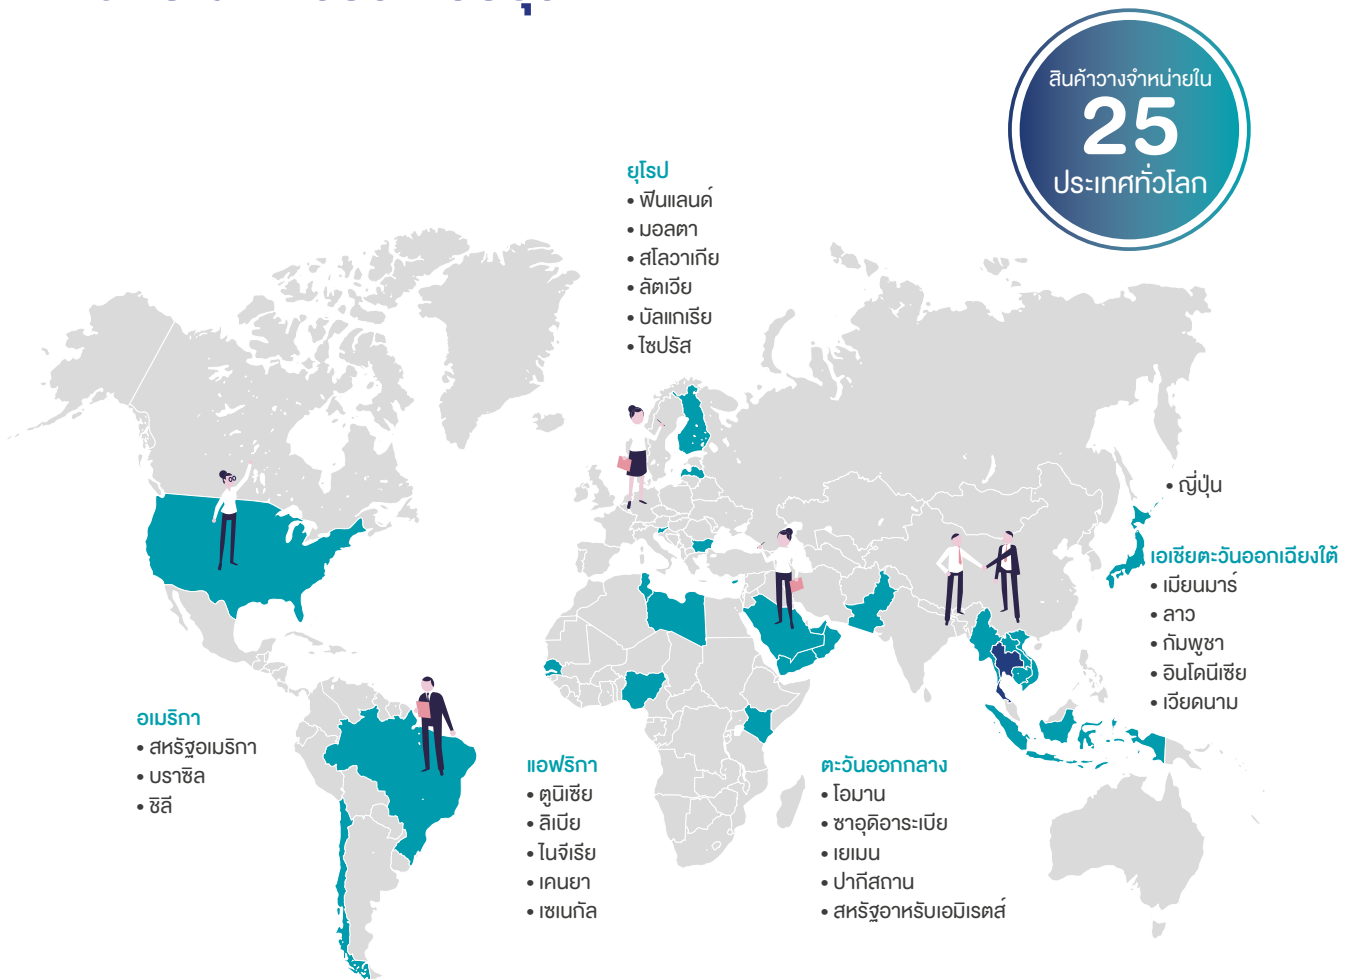 สินค้าวางจำหน่ายใน
25
ประเทศทั่วโลก
ยุโรป
• ฟินแลนด์
• มอลตา
• สโลวาเกีย
• ลัตเวีย
• บัลแกเรีย
• ไซปรัส
• ญี่ปุ่น
เอเชียตะวันออกเฉียงใต้
• เมียนมาร์
• ลาว
• กัมพูชา
• อินโดนีเซีย
• เวียดนาม
อเมริกา
• สหรัฐอเมริกา
• บราซิล
• ชิลี
แอฟริกา
• ตูนิเซีย
• ลิเบีย
• ไนจีเรีย
• เคนยา
• เซเนกัล
ตะวันออกกลาง
• โอมาน
• ซาอุดิอาระเบีย
• เยเมน
• ปากีสถาน
• สหรัฐอาหรับเอมิเรตส์